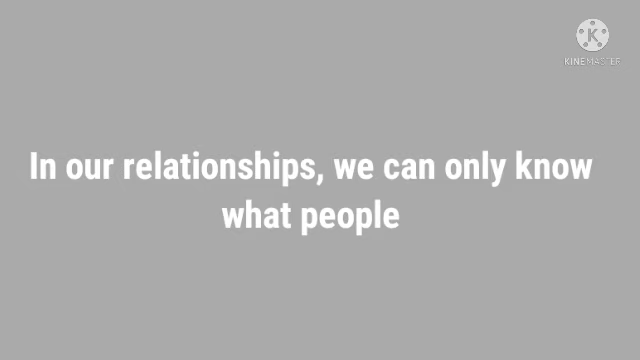 K
KINEMASTER
In our relationships, we can only know
what people